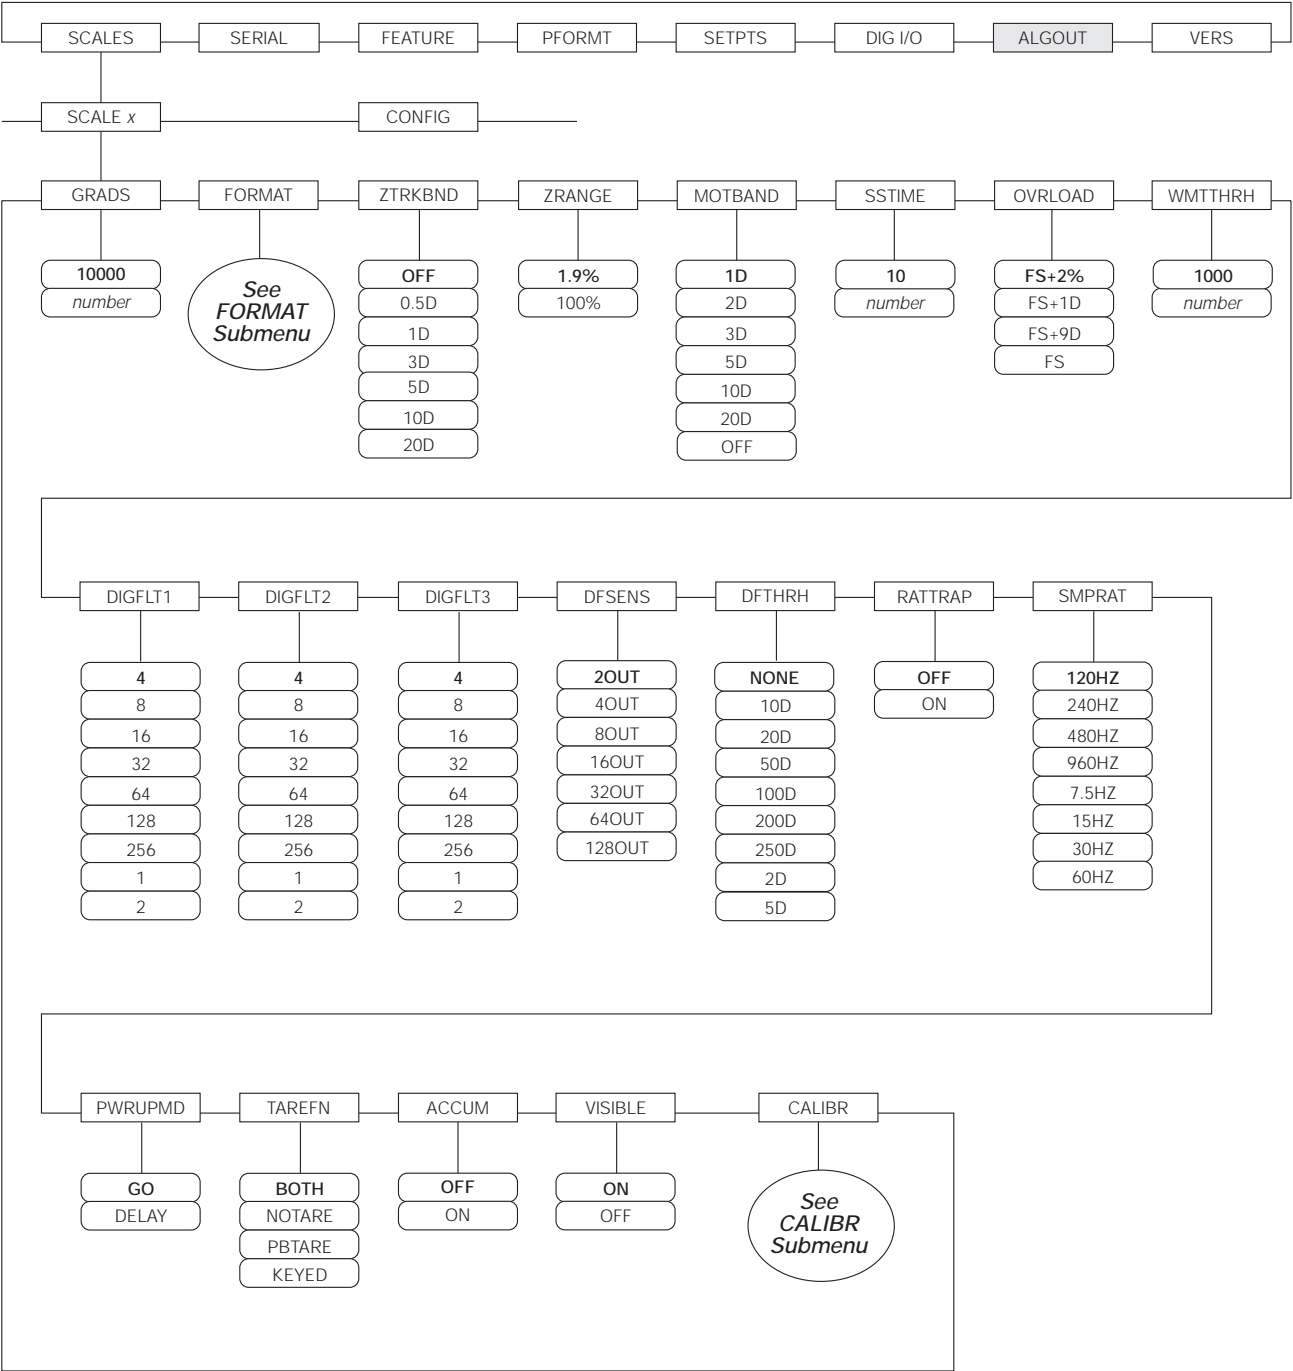 SCALES SERIAL FEATURE PFORMT SETPTS DIG I/O ALGOUT VERS
SCALE x CONFIG
GRADS FORMAT ZTRKBND ZRANGE MOTBAND SSTIME OVRLOAD WMTTHRH
10000
number
See
FORMAT
Submenu
OFF
0.5D
1D
3D
5D
10D
20D
1.9%
100%
1D
2D
3D
5D
10D
20D
OFF
10
number
FS+2%
FS+1D
FS+9D
FS
1000
number
DIGFLT1 DIGFLT2 DIGFLT3 DFSENS DFTHRH RATTRAP SMPRAT
4
8
16
32
64
128
256
1
2
4
8
16
32
64
128
256
1
2
4
8
16
32
64
128
256
1
2
2OUT
4OUT
8OUT
16OUT
32OUT
64OUT
128OUT
NONE
10D
20D
50D
100D
200D
250D
2D
5D
OFF
ON
120HZ
240HZ
480HZ
960HZ
7.5HZ
15HZ
30HZ
60HZ
PWRUPMD TAREFN ACCUM VISIBLE CALIBR
GO
DELAY
BOTH
NOTARE
PBTARE
KEYED
OFF
ON
ON
OFF
See
CALIBR
Submenu